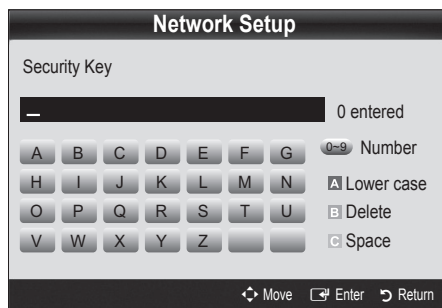 Network Setup
Security Key
_ 0 entered
A B C D E F G 0~9 Number
H I J K L M N A Lower case
O P Q R S T U B Delete
V W X Y Z C Space
Move Enter Return